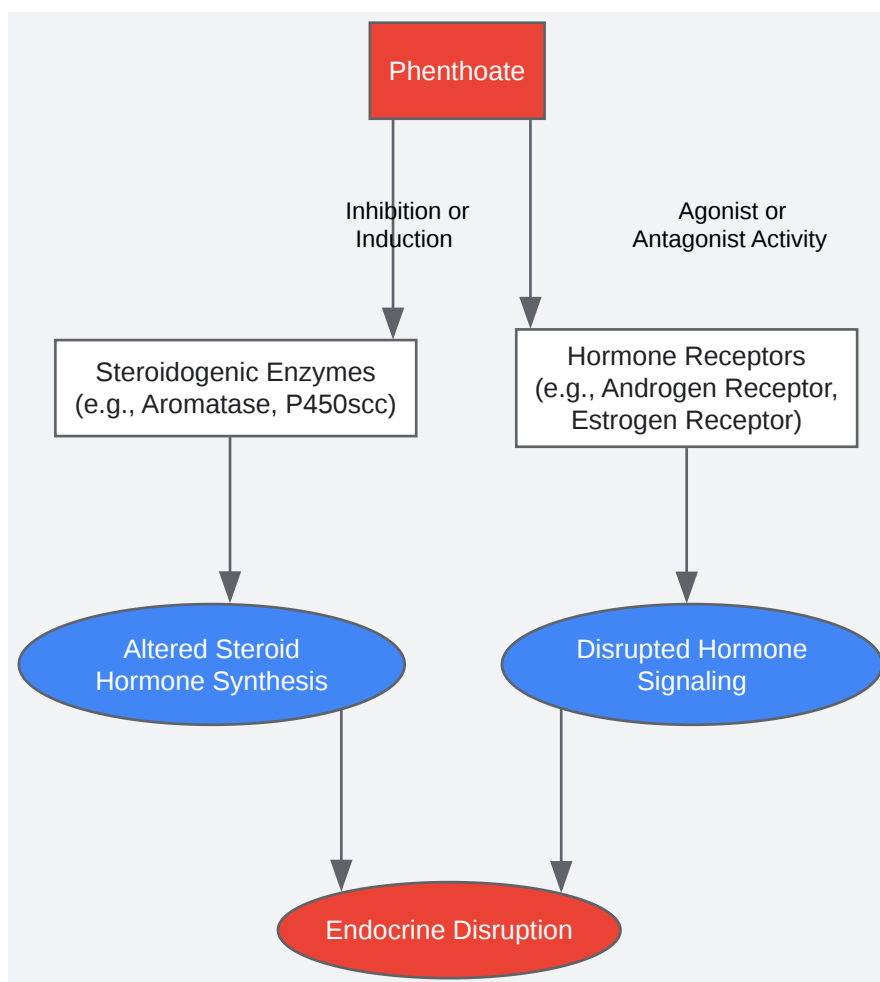 Phenthoate
Inhibition or
Induction
Agonist or
Antagonist Activity
Steroidogenic Enzymes
(e.g., Aromatase, P450scc)
Hormone Receptors
(e.g., Androgen Receptor,
Estrogen Receptor)
Altered Steroid
Hormone Synthesis
Disrupted Hormone
Signaling
Endocrine Disruption